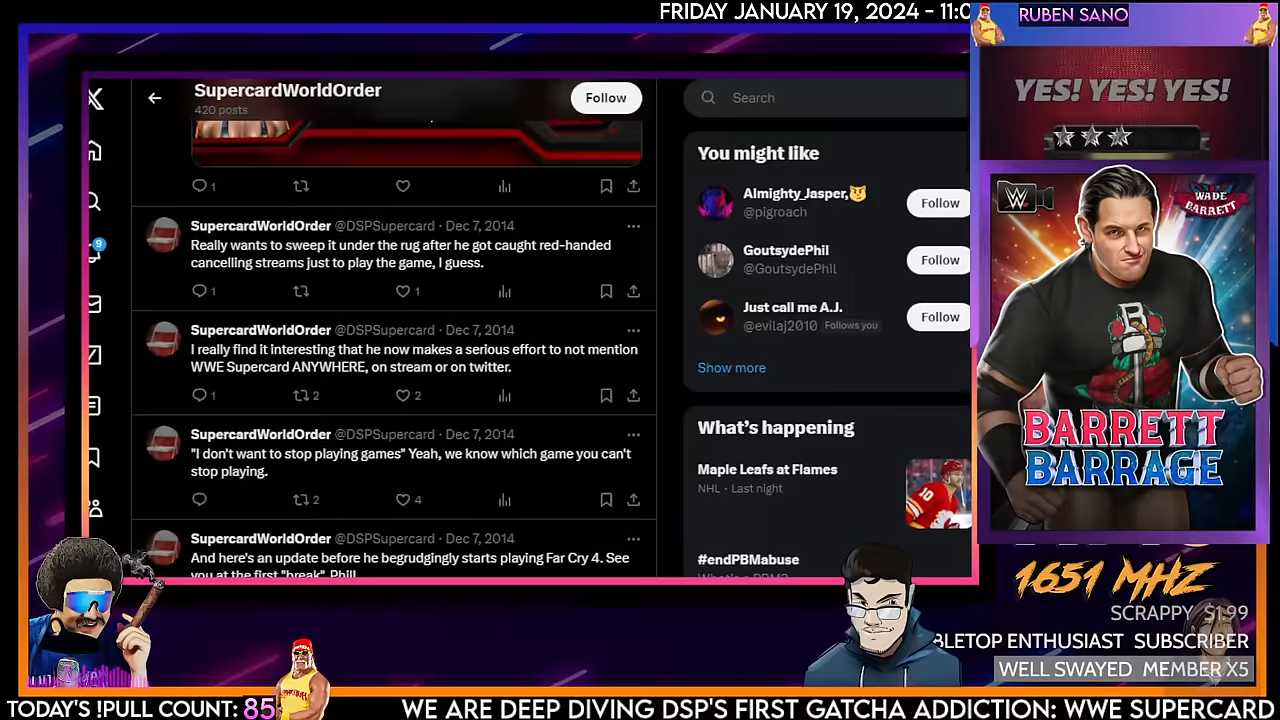 FRIDAY JANUARY 19, 2024 - 11:0
RUBEN SANO
YES! YES! YES!
SupercardWorldOrder
420 posts
Follow
Search
1
SupercardWorldOrder @DSPSupercard · Dec 7, 2014
Really wants to sweep it under the rug after he got caught red-handed
cancelling streams just to play the game, I guess.
1
1
9
SupercardWorldOrder @DSPSupercard · Dec 7, 2014
I really find it interesting that he now makes a serious effort to not mention
WWE Supercard ANYWHERE, on stream or on twitter.
1
2
2
SupercardWorldOrder @DSPSupercard · Dec 7, 2014
"I don't want to stop playing games" Yeah, we know which game you can't
stop playing.
2
4
SupercardWorldOrder @DSPSupercard · Dec 7, 2014
And here's an update before he begrudgingly starts playing Far Cry 4. See
you at the first "break", Phil!
You might like
Almighty_Jasper,
@pigroach
Follow
GoutsydePhil
@GoutsydePhil
Follow
Just call me A.J.
@evilaj2010 Follows you
Follow
Show more
What's happening
Maple Leafs at Flames
NHL · Last night
#endPBMabuse
W
WADE
BARRETT
BARRETT
BARRAGE
1651 MHZ
SCRAPPY $1.99
BLETOP ENTHUSIAST SUBSCRIBER
WELL SWAYED MEMBER X5
TODAY'S !PULL COUNT: 85
WE ARE DEEP DIVING DSP'S FIRST GATCHA ADDICTION: WWE SUPERCARD